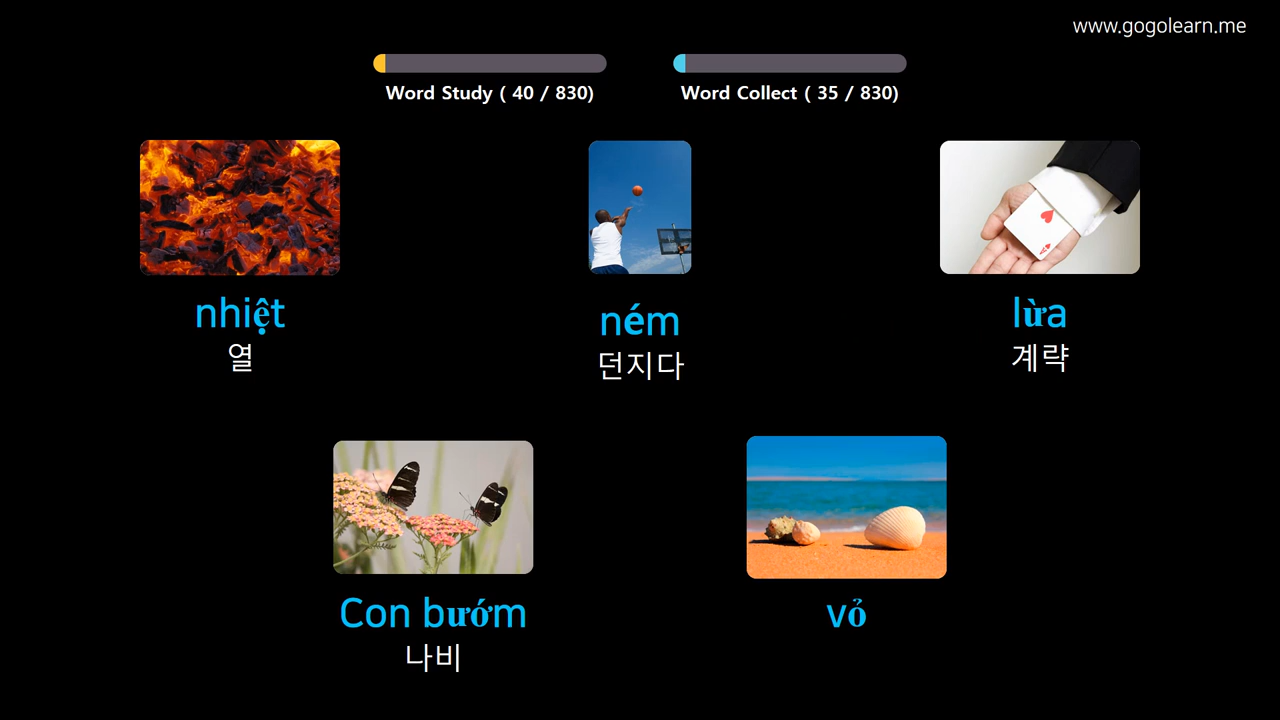 www.gogolearn.me
Word Study ( 40 / 830)
Word Collect ( 35 / 830)
nhiệt
열
ném
던지다
lừa
계략
Con bướm
나비
vỏ